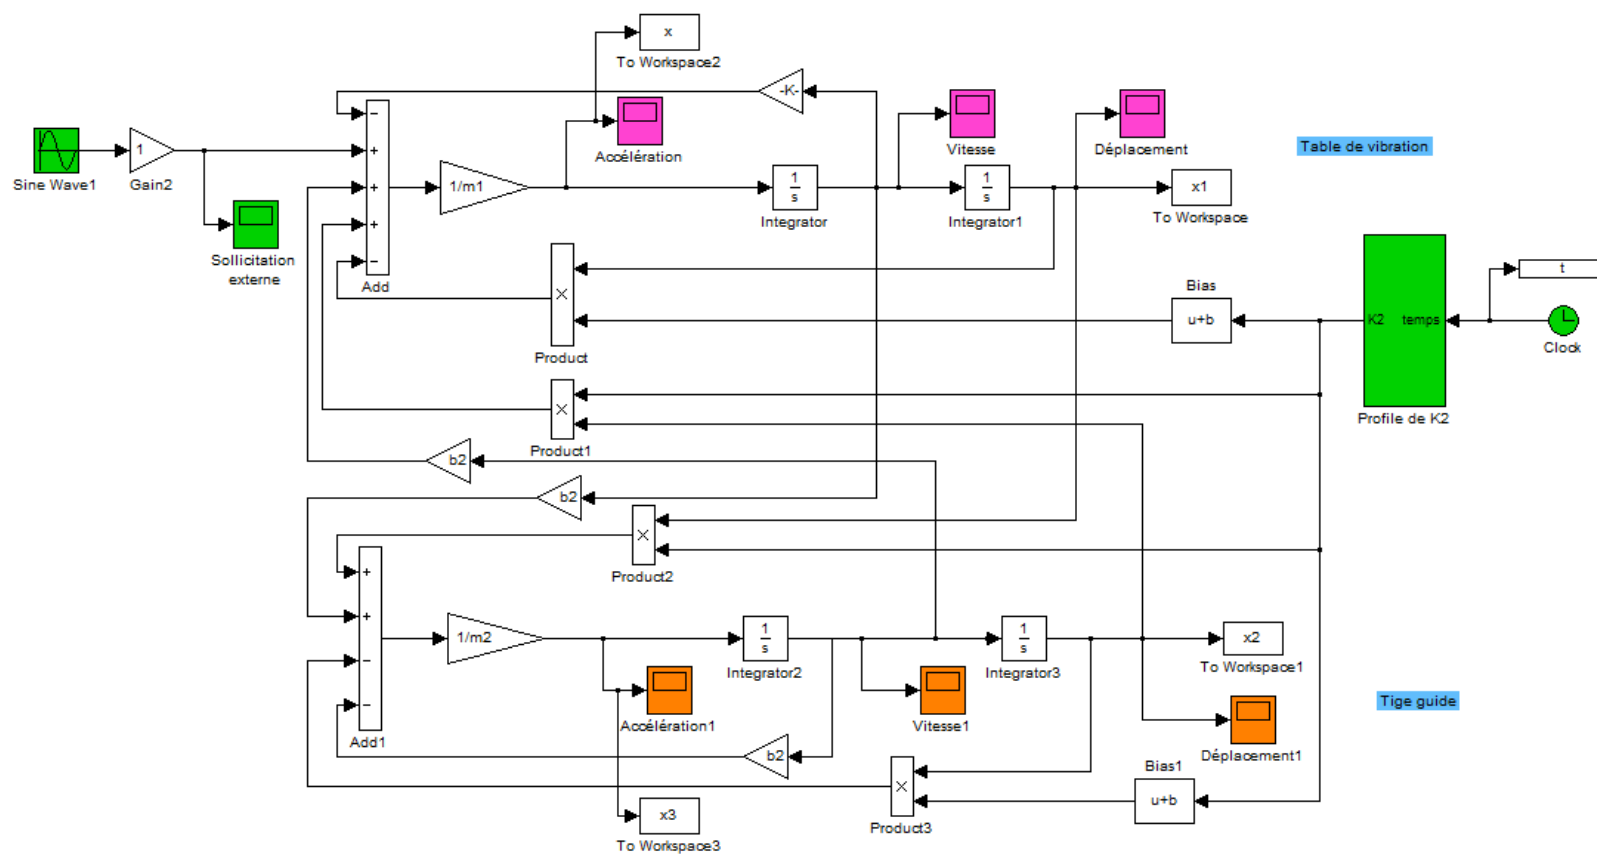 x
To Workspace2
-K-
Sine Wave1
1
Gain2
Sollicitation
externe
−
+
+
+
−
Add
1/m1
Accélération
1
s
Integrator
Vitesse
1
s
Integrator1
Déplacement
x1
To Workspace
Table de vibration
×
Product
Bias
u+b
K2 temps
Profile de K2
t
Clock
×
Product1
b2
b2
×
Product2
+
+
−
−
Add1
1/m2
Accélération1
1
s
Integrator2
Vitesse1
1
s
Integrator3
x2
To Workspace1
Déplacement1
Tige guide
b2
×
Product3
Bias1
u+b
x3
To Workspace3